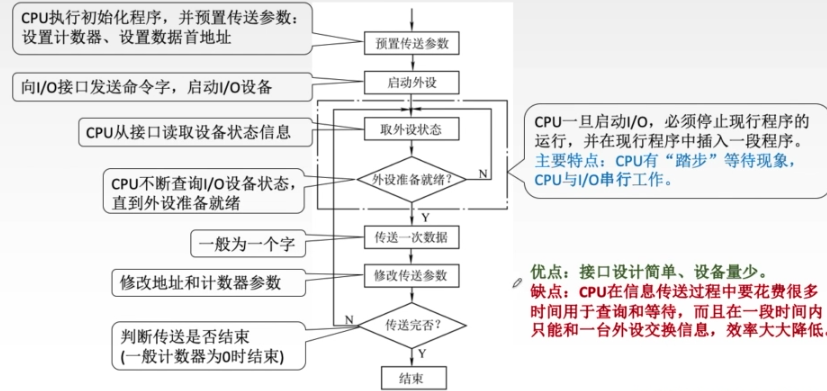 CPU执行初始化程序，并预置传送参数：
设置计数器、设置数据首地址
预置传送参数
向I/O接口发送命令字，启动I/O设备
启动外设
CPU从接口读取设备状态信息
取外设状态
CPU一旦启动I/O，必须停止现行程序的
运行，并在现行程序中插入一段程序。
主要特点：CPU有“踏步”等待现象，
CPU与I/O串行工作。
CPU不断查询I/O设备状态，
直到外设准备就绪
外设准备就绪？
N
Y
一般为一个字
传送一次数据
修改地址和计数器参数
修改传送参数
优点：接口设计简单、设备量少。
缺点：CPU在信息传送过程中要花费很多
时间用于查询和等待，而且在一段时间内
只能和一台外设交换信息，效率大大降低。
判断传送是否结束
(一般计数器为0时结束)
N
传送完否？
Y
结束